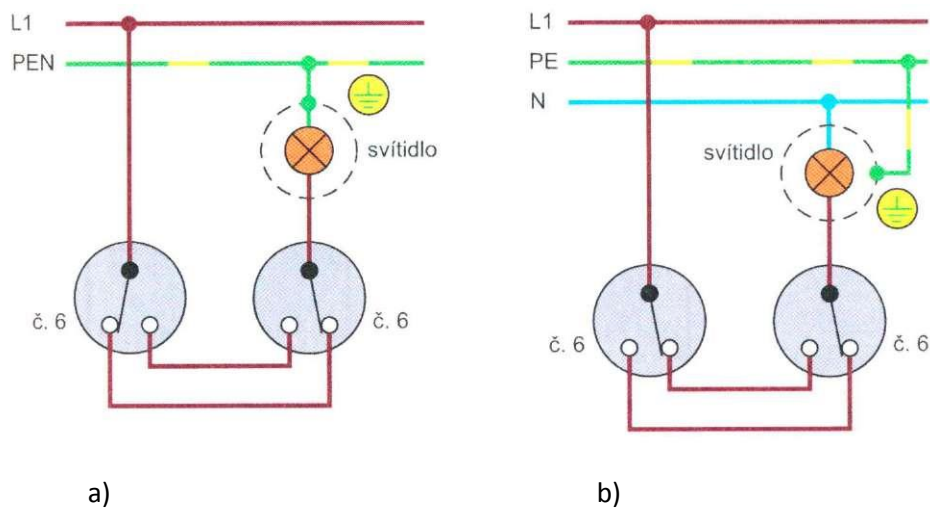 L1
PEN
svítidlo
č. 6
č. 6
a)
L1
PE
N
svítidlo
č. 6
č. 6
b)